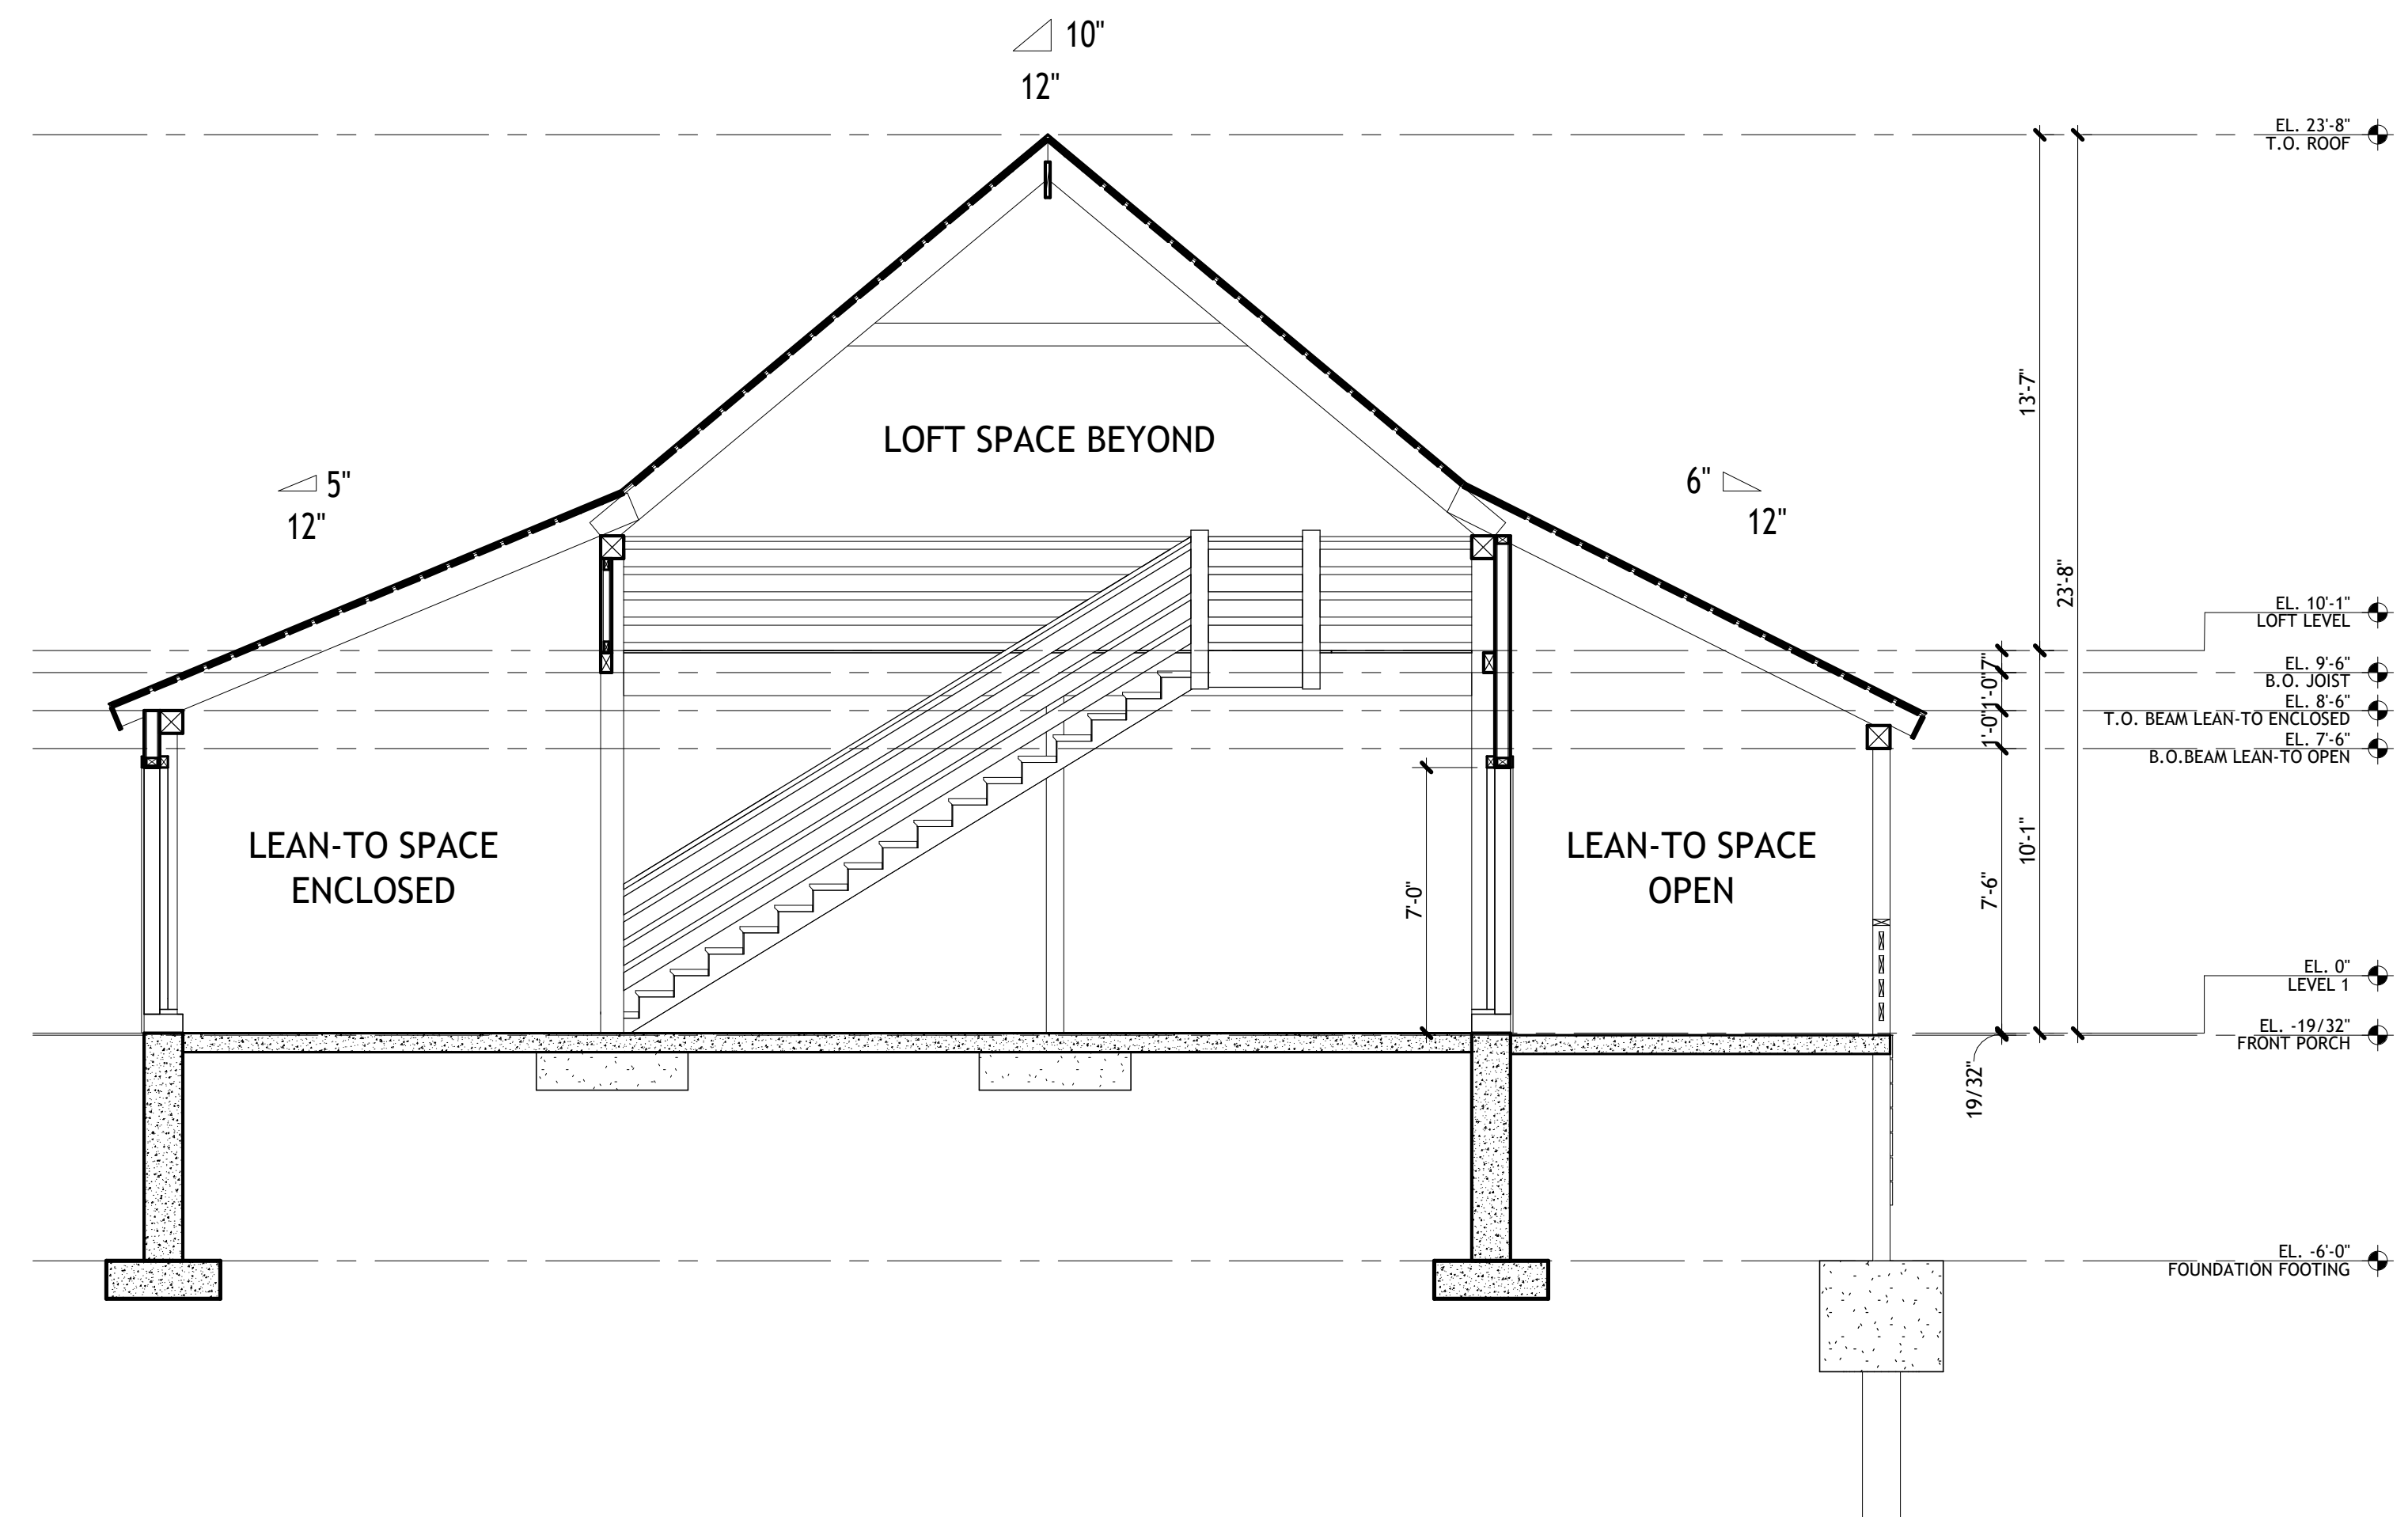 10"
12"
EL. 23'-8"
T.O. ROOF
13'-7"
LOFT SPACE BEYOND
5"
12"
6"
12"
23'-8"
EL. 10'-1"
LOFT LEVEL
7"
EL. 9'-6"
B.O. JOIST
1'-0"
EL. 8'-6"
T.O. BEAM LEAN-TO ENCLOSED
1'-0"
EL. 7'-6"
B.O.BEAM LEAN-TO OPEN
LEAN-TO SPACE
ENCLOSED
LEAN-TO SPACE
OPEN
7'-0"
7'-6"
10'-1"
EL. 0"
LEVEL 1
EL. -19/32"
FRONT PORCH
19/32"
EL. -6'-0"
FOUNDATION FOOTING